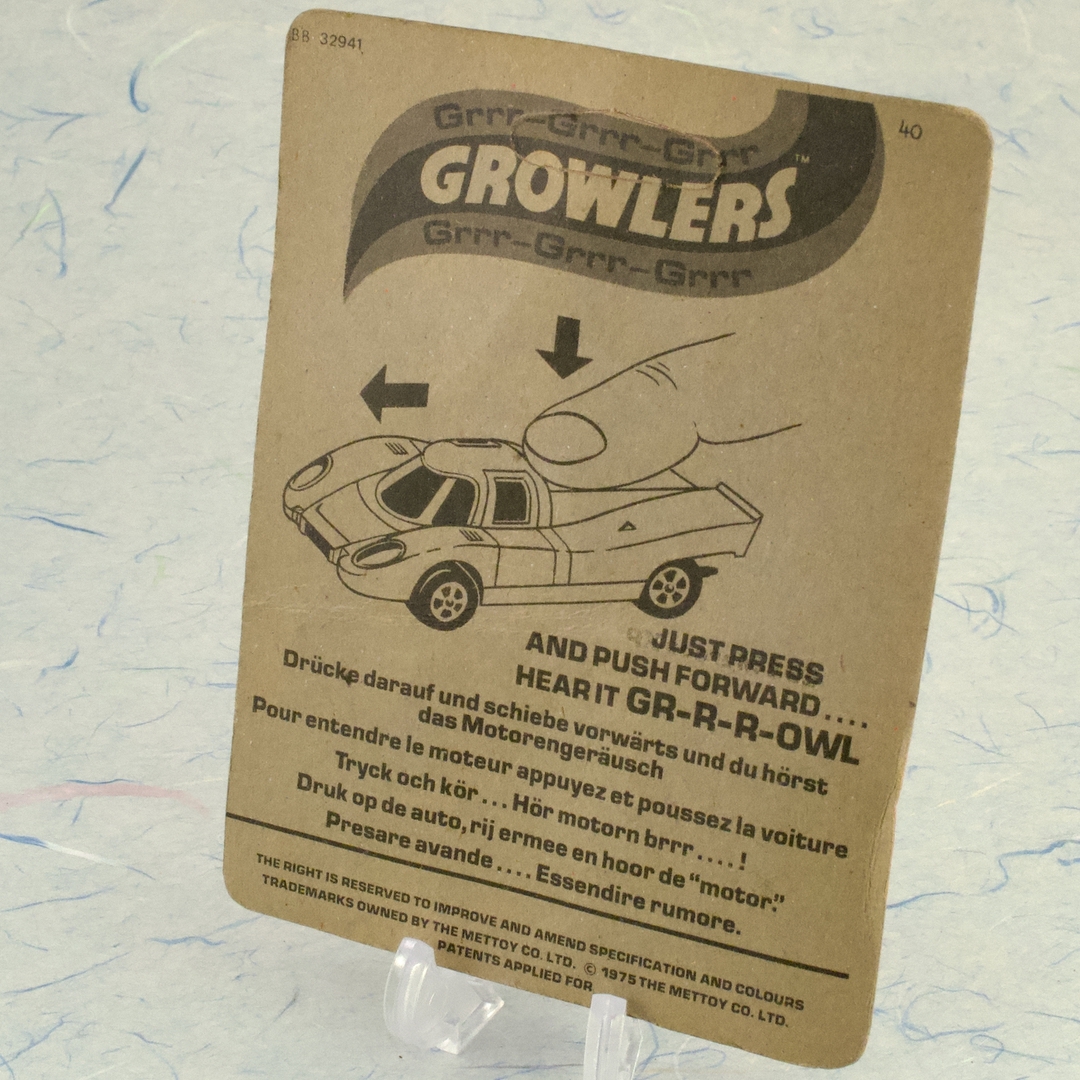 BB 32941
40
Grrr-Grrr-Grrr
GROWLERS™
Grrr-Grrr-Grrr
JUST PRESS
AND PUSH FORWARD....
HEAR IT GR-R-R-OWL
Drücke darauf und schiebe vorwärts und du hörst
das Motorengeräusch
Pour entendre le moteur appuyez et poussez la voiture
Tryck och kör... Hör motorn brrr....!
Druk op de auto, rij ermee en hoor de “motor.”
Presare avande.... Essendire rumore.
THE RIGHT IS RESERVED TO IMPROVE AND AMEND SPECIFICATION AND COLOURS
TRADEMARKS OWNED BY THE METTOY CO. LTD. © 1975 THE METTOY CO. LTD.
PATENTS APPLIED FOR